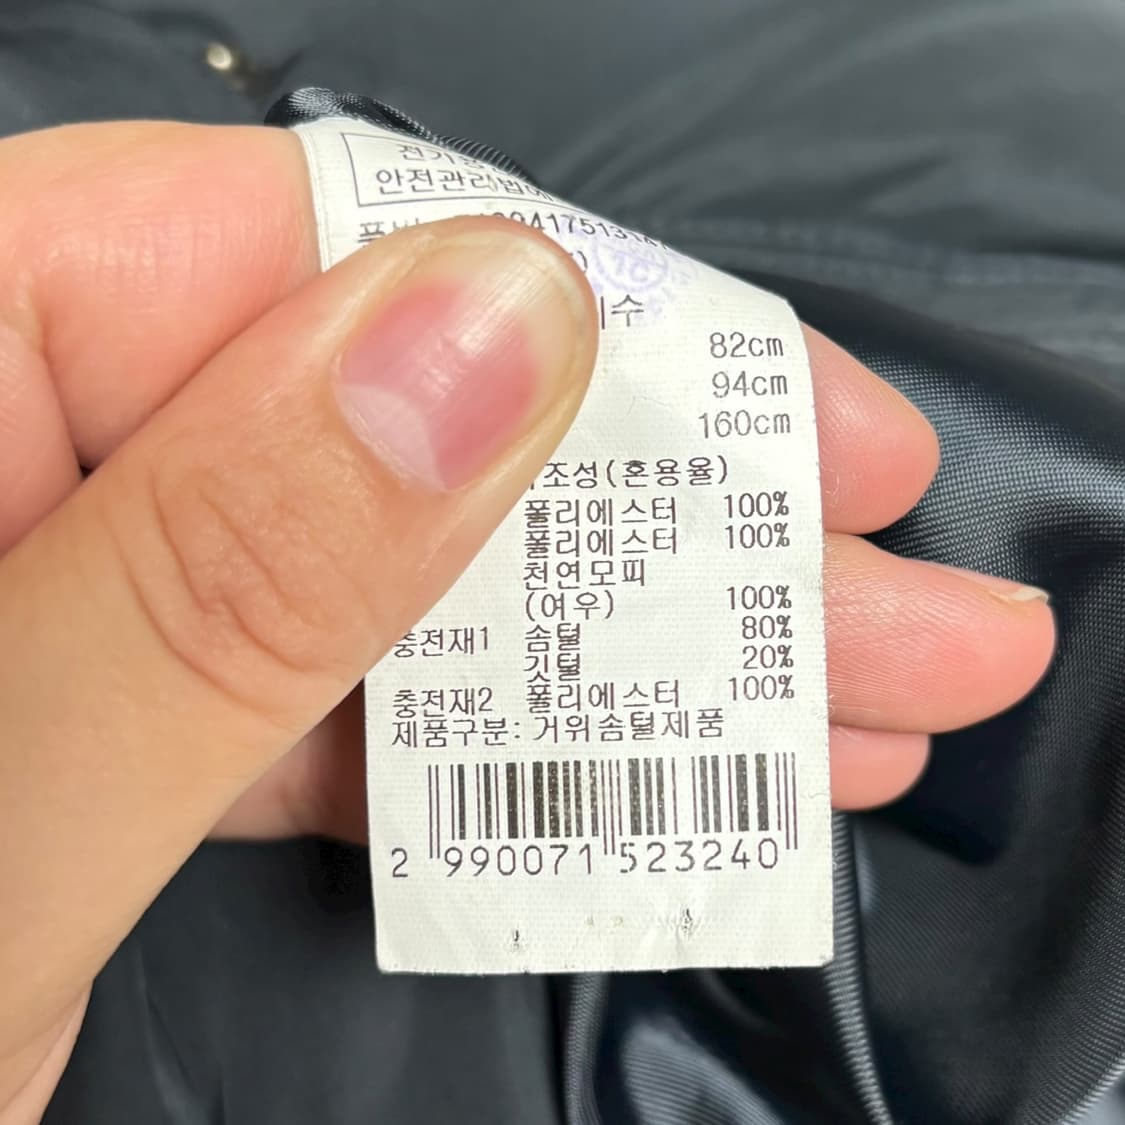 안전관리법에
82cm
94cm
160cm
조성(혼용율)
폴리에스터 100%
폴리에스터 100%
천연모피
(여우) 100%
충전재1 솜털 80%
깃털 20%
충전재2 폴리에스터 100%
제품구분: 거위솜털제품
2 990071 523240